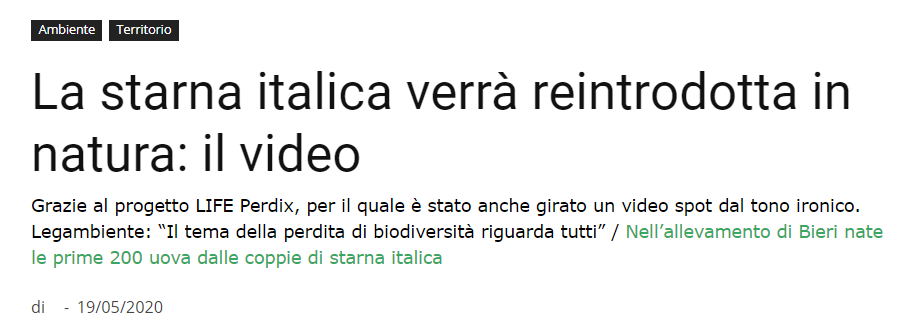 Ambiente Territorio
La starna italica verrà reintrodotta in
natura: il video
Grazie al progetto LIFE Perdix, per il quale è stato anche girato un video spot dal tono ironico.
Legambiente: “Il tema della perdita di biodiversità riguarda tutti” / Nell’allevamento di Bieri nate
le prime 200 uova dalle coppie di starna italica
di - 19/05/2020